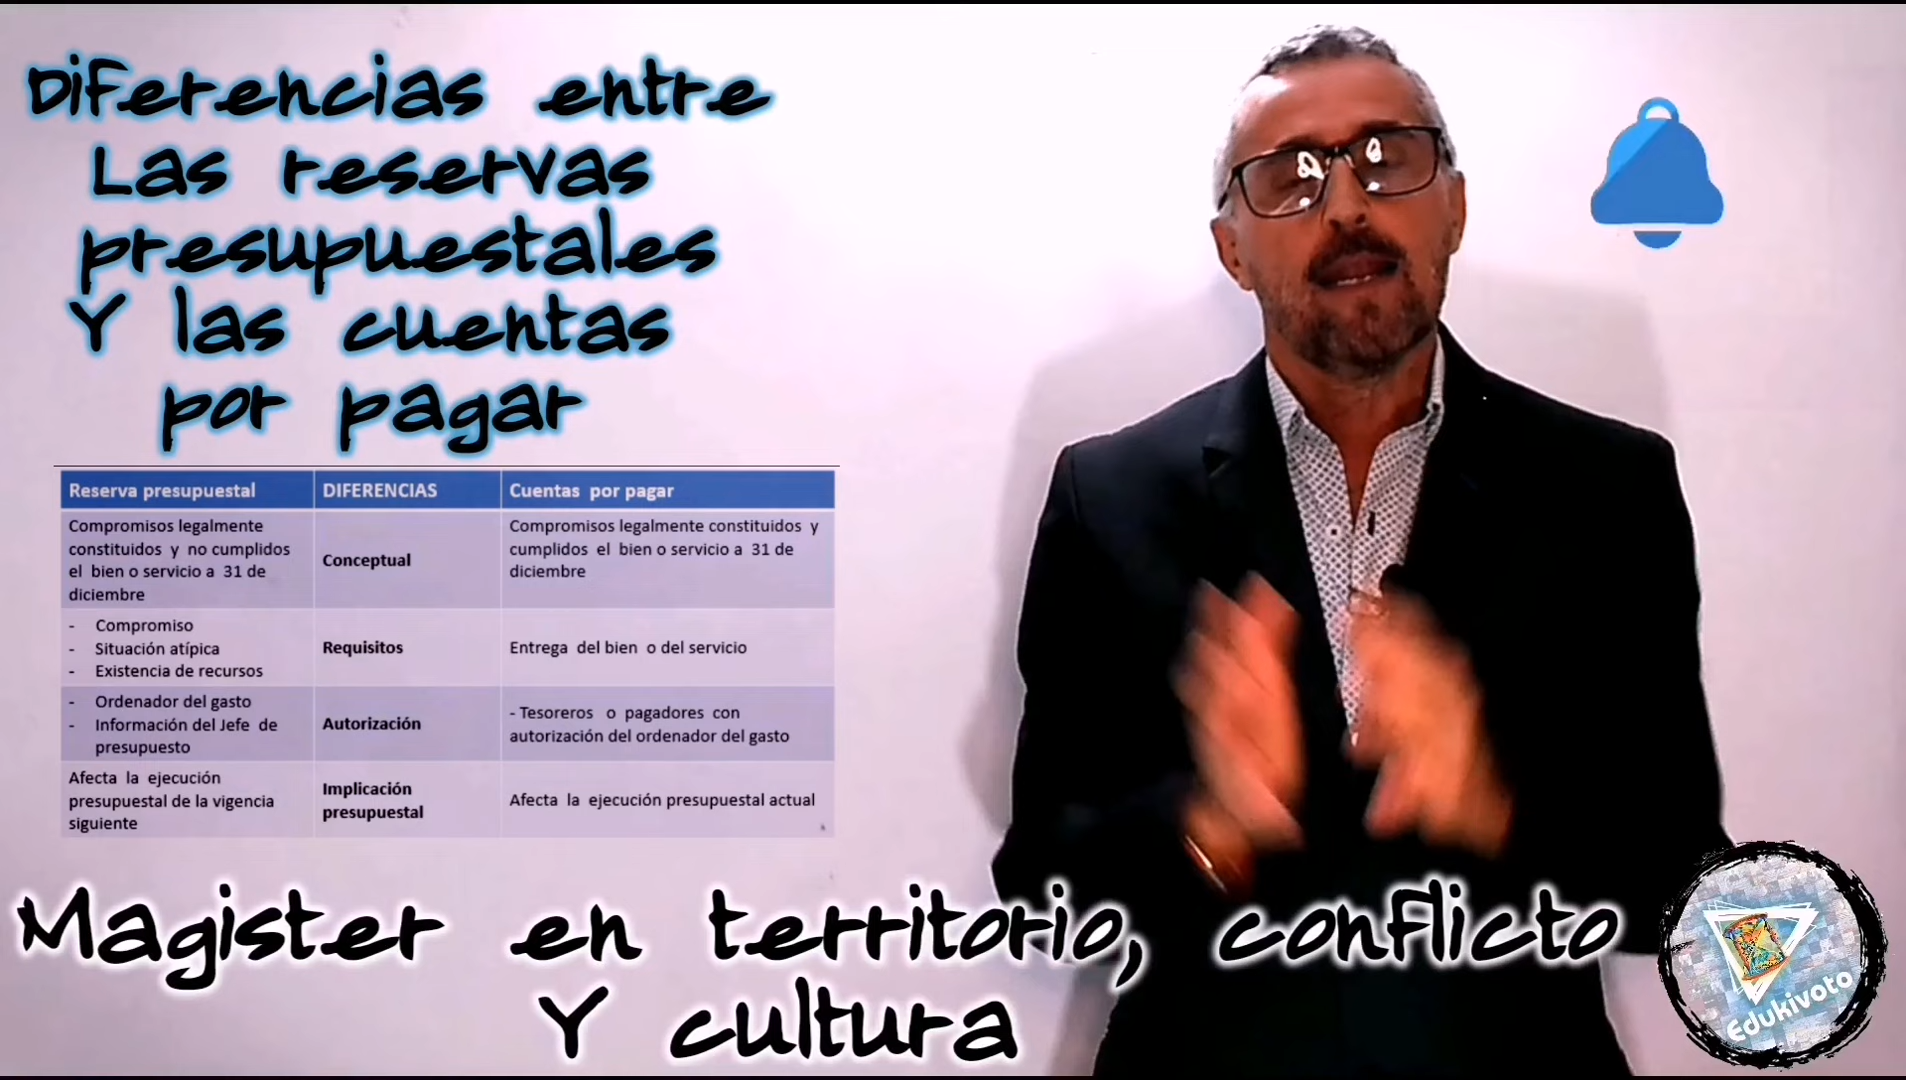 Diferencias entre
Las reservas
presupuestales
Y las cuentas
por pagar
Reserva presupuestal
DIFERENCIAS
Cuentas por pagar
Compromisos legalmente
constituidos y no cumplidos
el bien o servicio a 31 de
diciembre
Conceptual
Compromisos legalmente constituidos y
cumplidos el bien o servicio a 31 de
diciembre
- Compromiso
- Situación atípica
- Existencia de recursos
Requisitos
Entrega del bien o del servicio
- Ordenador del gasto
- Información del Jefe de
presupuesto
Autorización
- Tesoreros o pagadores con
autorización del ordenador del gasto
Afecta la ejecución
presupuestal de la vigencia
siguiente
Implicación
presupuestal
Afecta la ejecución presupuestal actual
Magister en territorio, conflicto
Y cultura
Edukivoto